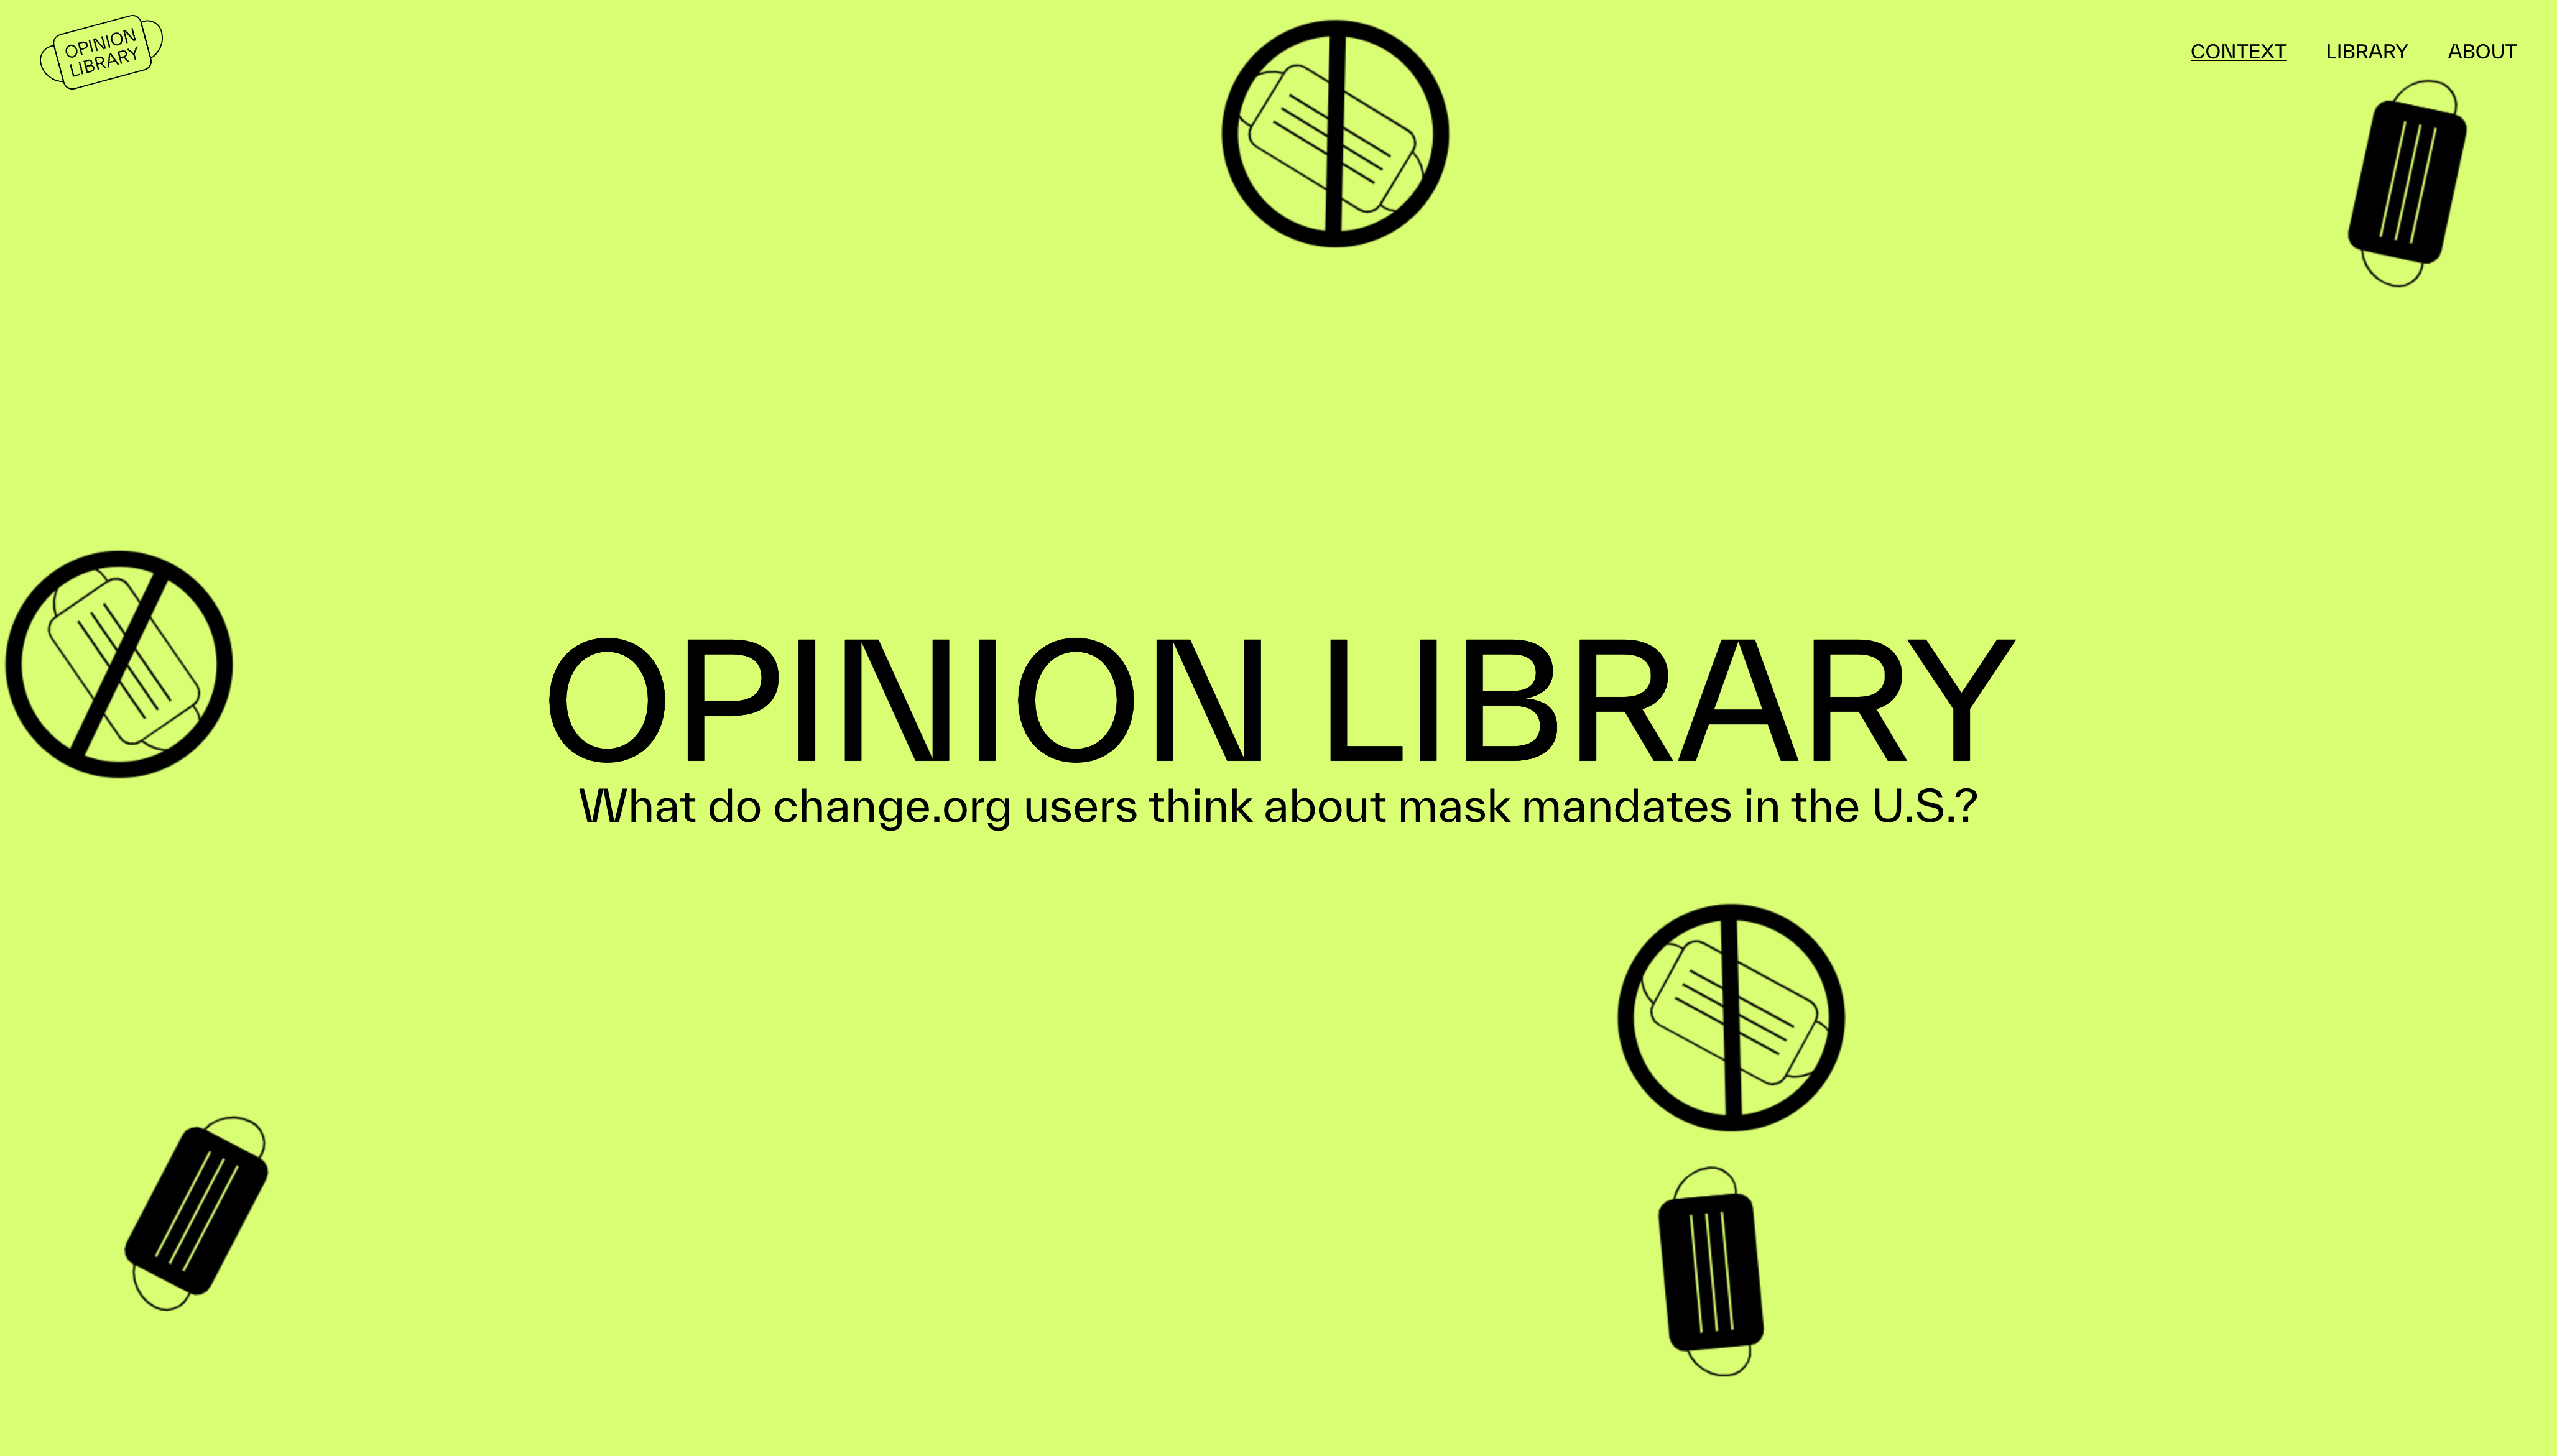 OPINION
LIBRARY
CONTEXT LIBRARY ABOUT
OPINION LIBRARY
What do change.org users think about mask mandates in the U.S.?